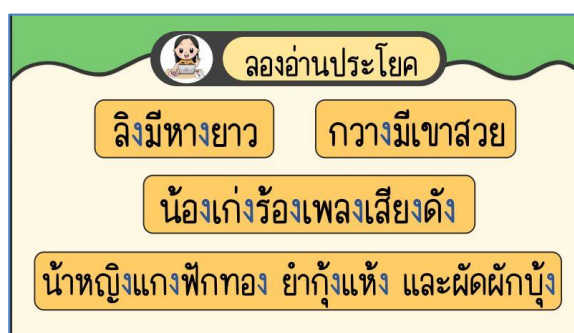 ลองอ่านประโยค
ลิงมีหางยาว กวางมีเขาสวย
น้องเก่งร้องเพลงเสียงดัง
น้าหญิงแกงฟักทอง ยำกุ้งแห้ง และผัดผักบุ้ง